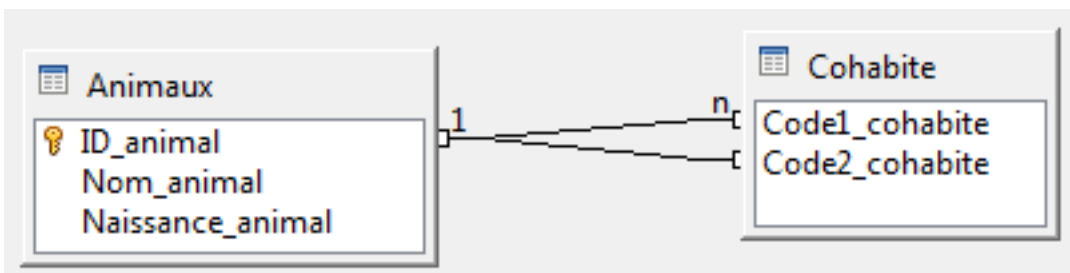 Animaux
ID_animal
Nom_animal
Naissance_animal
1
n
Cohabite
Code1_cohabite
Code2_cohabite